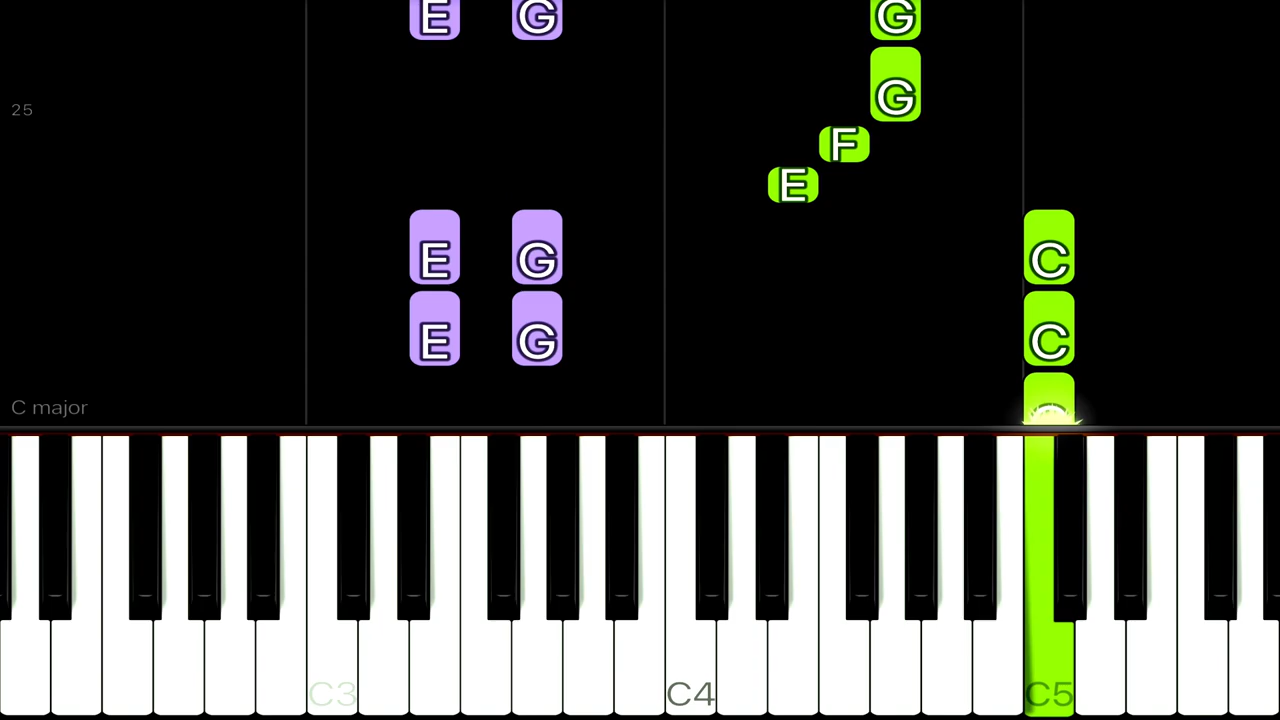 E G G
25 G
F
E
E G C
E G C
C major
C3 C4 C5